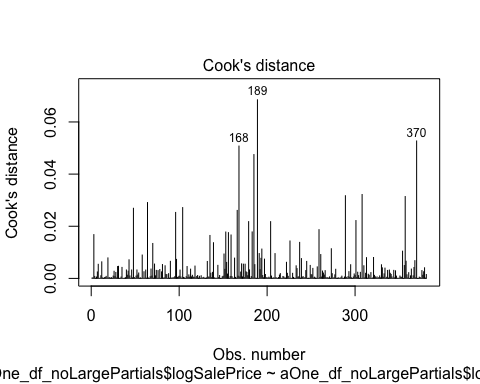 Cook's distance
189
168
370
Cook's distance
0.00 0.02 0.04 0.06
0 100 200 300
Obs. number
One_df_noLargePartials$logSalePrice ~ aOne_df_noLargePartials$lo